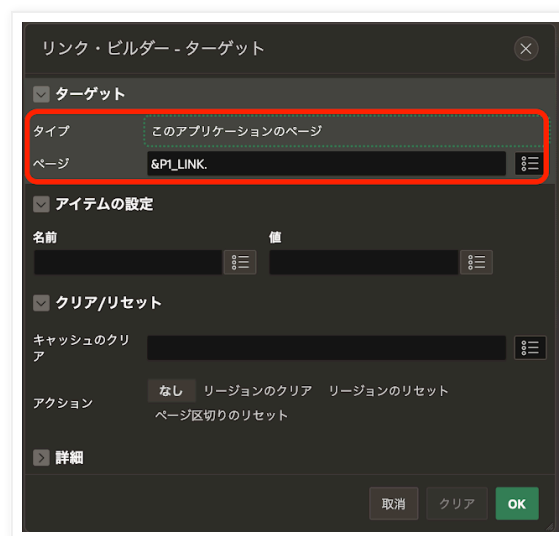 リンク・ビルダー - ターゲット
ターゲット
タイプ このアプリケーションのページ
ページ &P1_LINK.
アイテムの設定
名前 値
クリア/リセット
キャッシュのクリ
ア
アクション なし リージョンのクリア リージョンのリセット
ページ区切りのリセット
詳細
取消 クリア OK